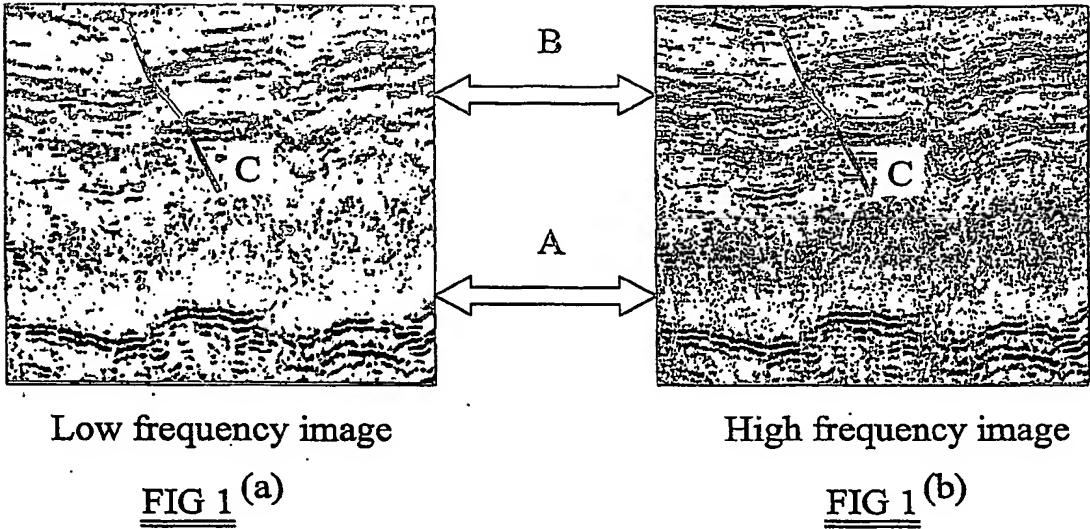 B
C
C
A
Low frequency image
High frequency image
FIG 1 (a)
FIG 1 (b)